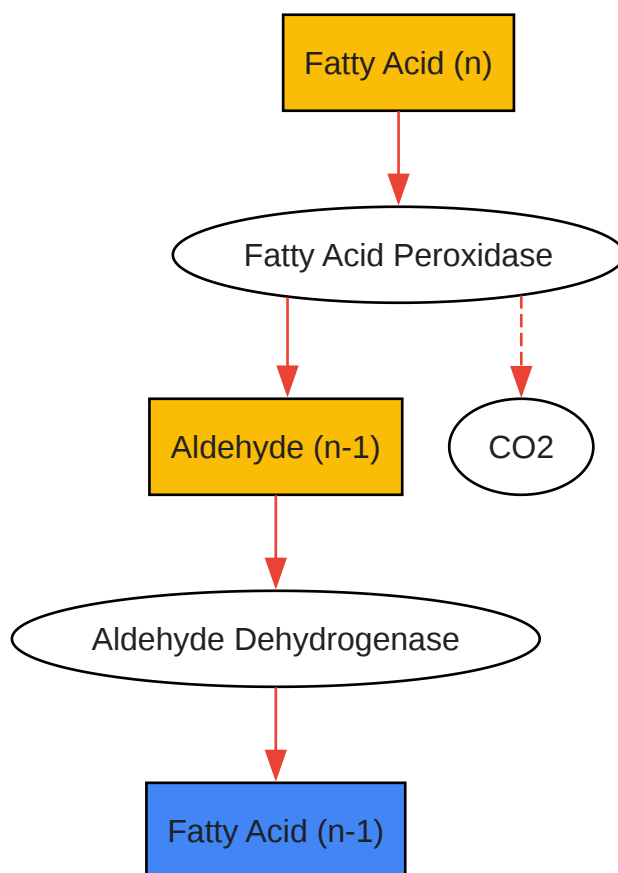 Fatty Acid (n)
Fatty Acid Peroxidase
Aldehyde (n-1)
CO2
Aldehyde Dehydrogenase
Fatty Acid (n-1)